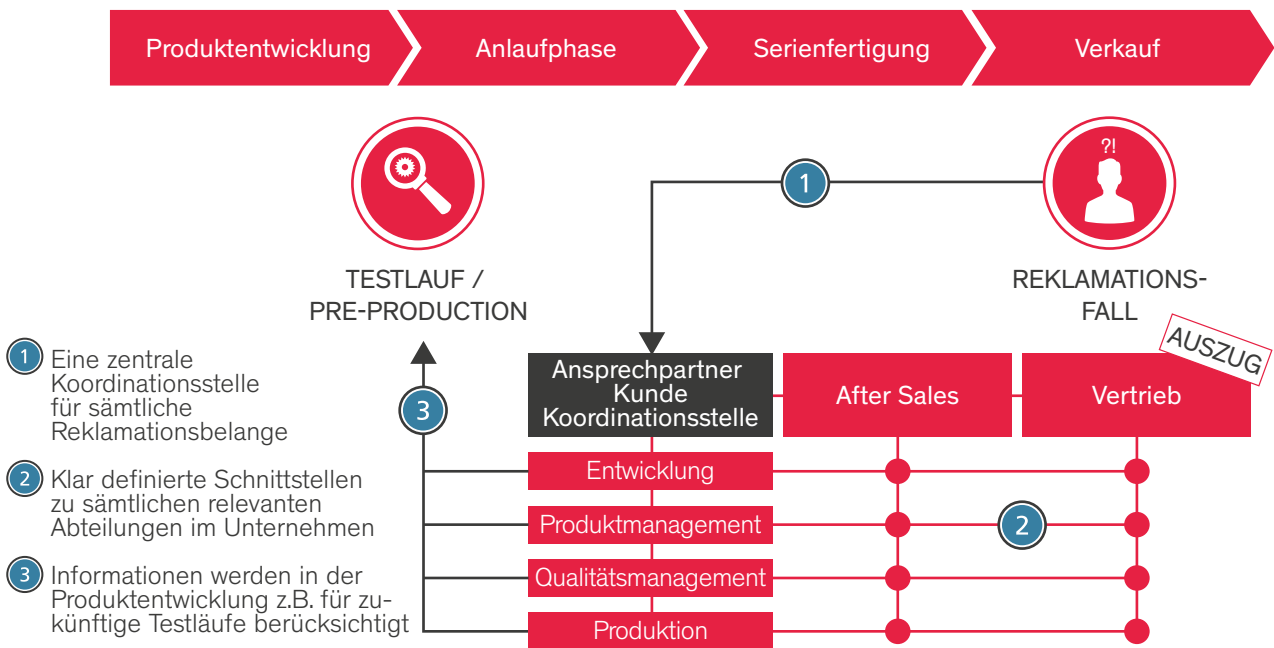 Produktentwicklung
Anlaufphase
Serienfertigung
Verkauf
?!
1
TESTLAUF /
PRE-PRODUCTION
REKLAMATIONS-
FALL
AUSZUG
1 Eine zentrale
Koordinationsstelle
für sämtliche
Reklamationsbelange
2 Klar definierte Schnittstellen
zu sämtlichen relevanten
Abteilungen im Unternehmen
3 Informationen werden in der
Produktentwicklung z.B. für zu-
künftige Testläufe berücksichtigt
3
Ansprechpartner
Kunde
Koordinationsstelle
After Sales
Vertrieb
Entwicklung
Produktmanagement
2
Qualitätsmanagement
Produktion